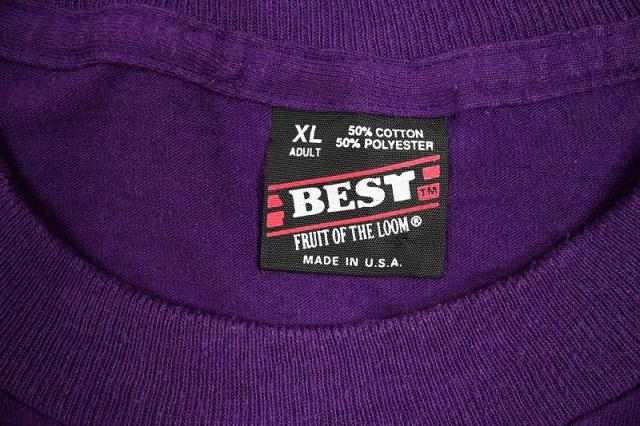 XL 50% COTTON
ADULT 50% POLYESTER
BEST TM
FRUIT OF THE LOOM®
MADE IN U.S.A.